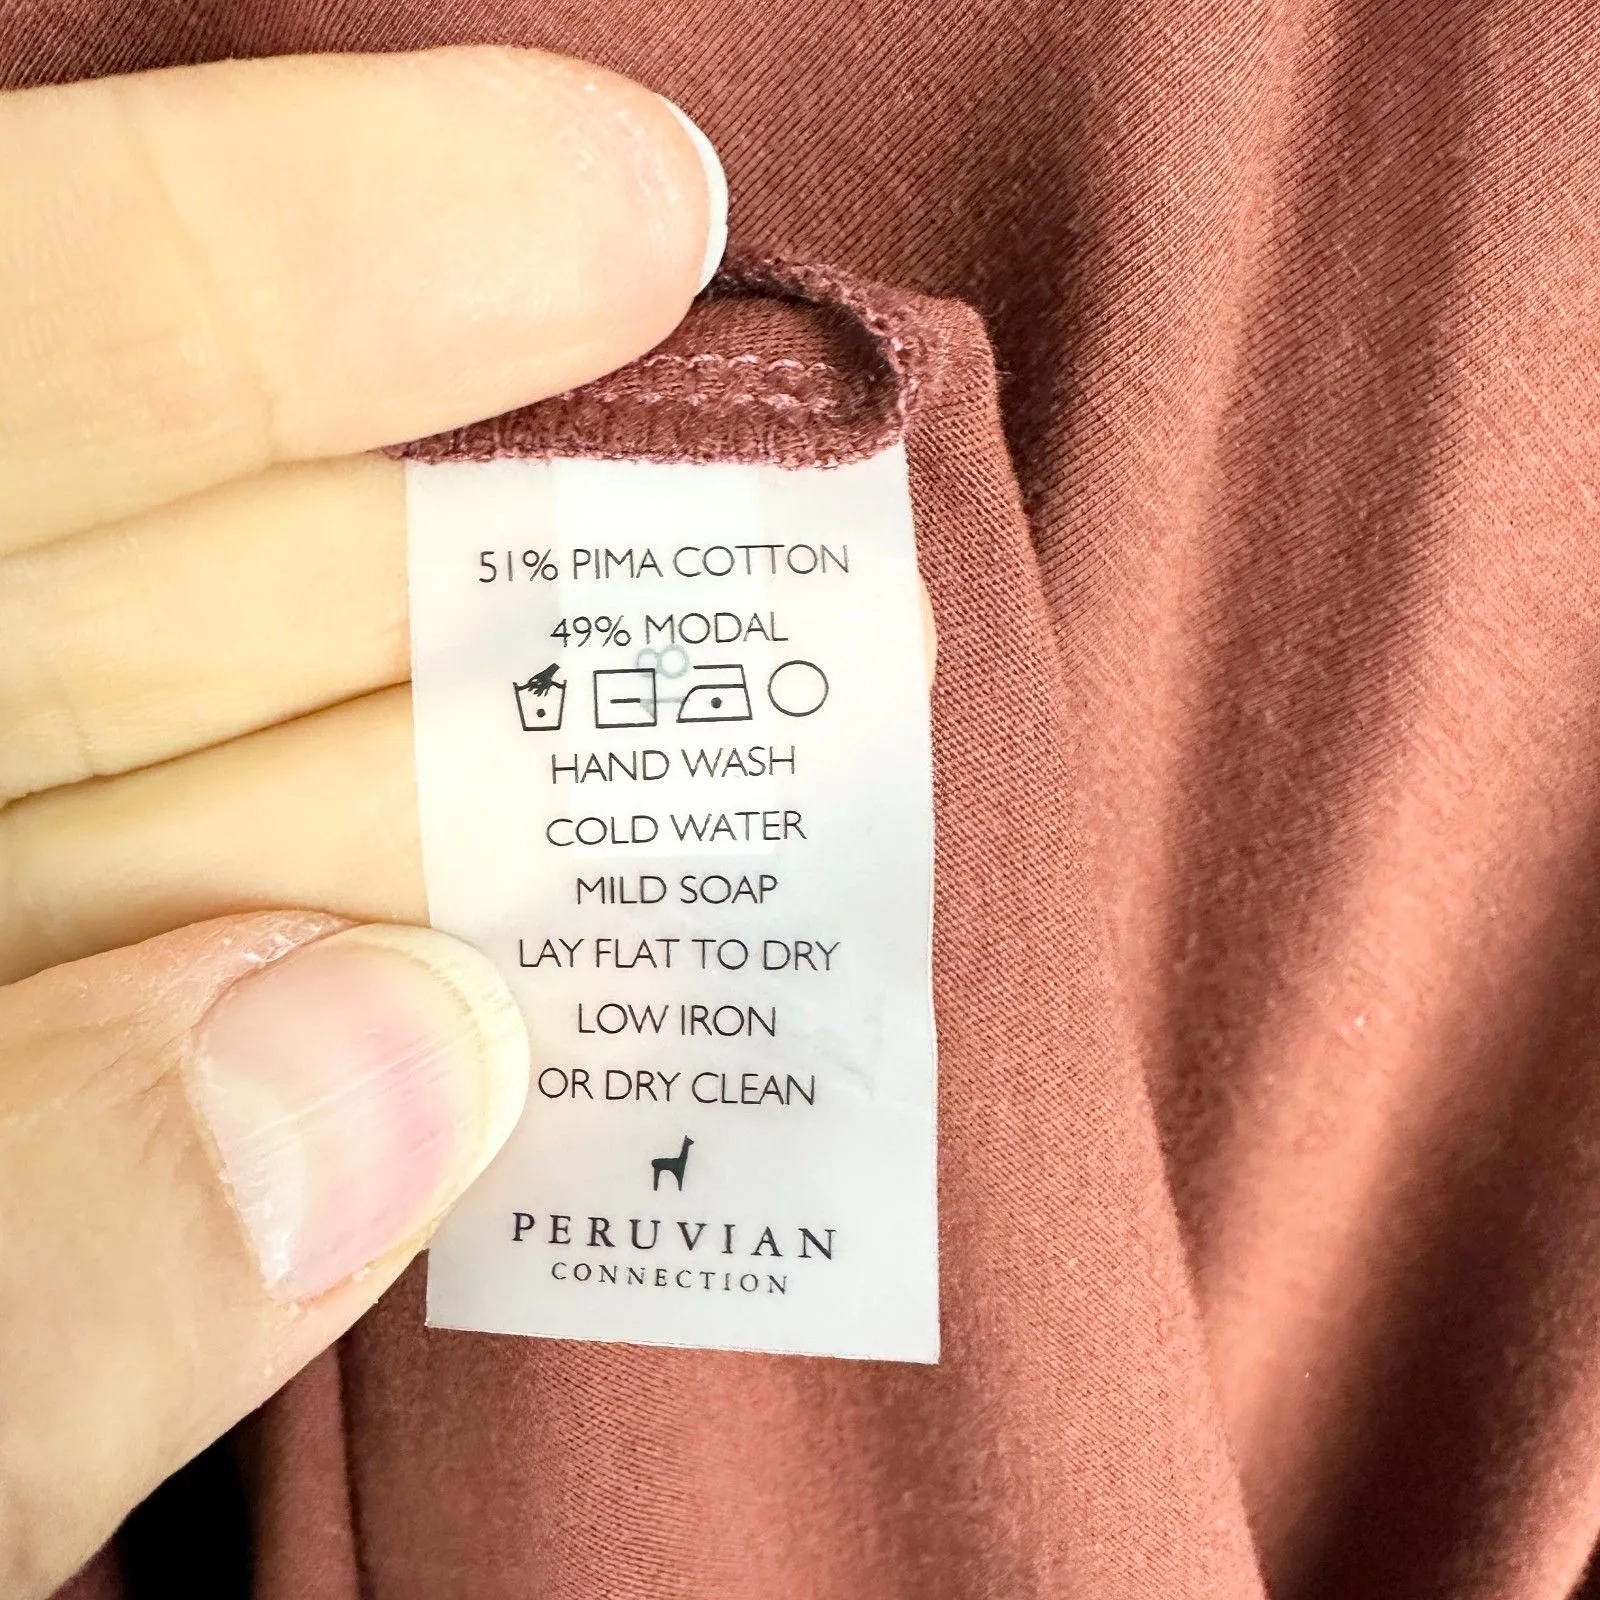 51% PIMA COTTON
49% MODAL
HAND WASH
COLD WATER
MILD SOAP
LAY FLAT TO DRY
LOW IRON
OR DRY CLEAN
PERUVIAN
CONNECTION